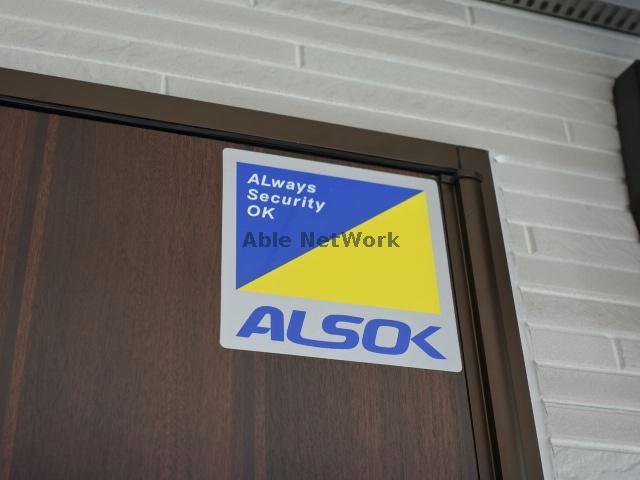 ALways
Security
OK
Able NetWork
ALSOK